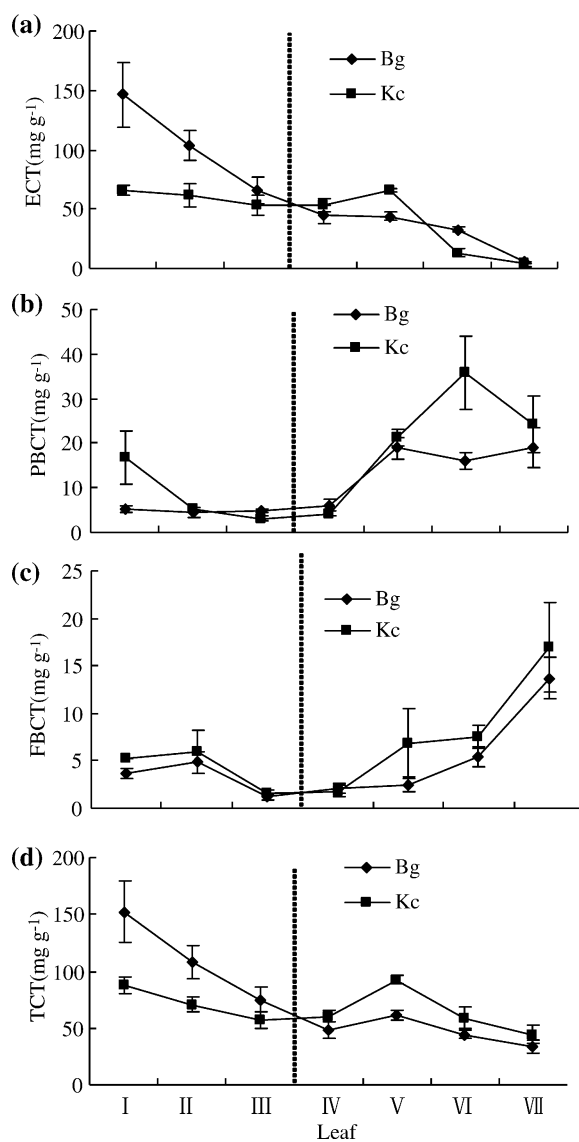 (a)
200
150
100
50
0
ECT(mg g-1)
Bg
Kc
(b)
50
40
30
20
10
0
PBCT(mg g-1)
Bg
Kc
(c)
25
20
15
10
5
0
FBCT(mg g-1)
Bg
Kc
(d)
200
150
100
50
0
TCT(mg g-1)
Bg
Kc
I II III IV V VI VII
Leaf